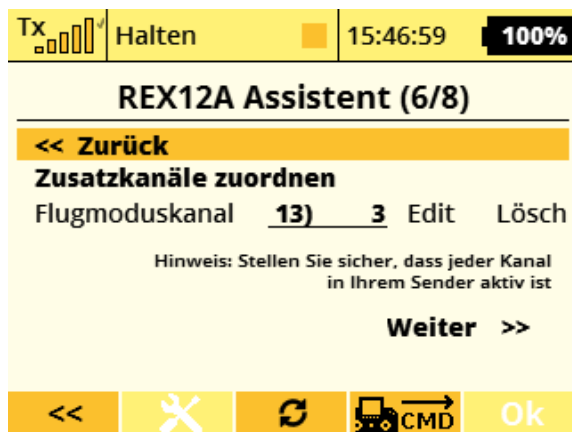 Tx Halten 15:46:59 100%
REX12A Assistent (6/8)
<< Zurück
Zusatzkanäle zuordnen
Flugmoduskanal 13) 3 Edit Lösch
Hinweis: Stellen Sie sicher, dass jeder Kanal
in Ihrem Sender aktiv ist
Weiter >>
<< CMD Ok